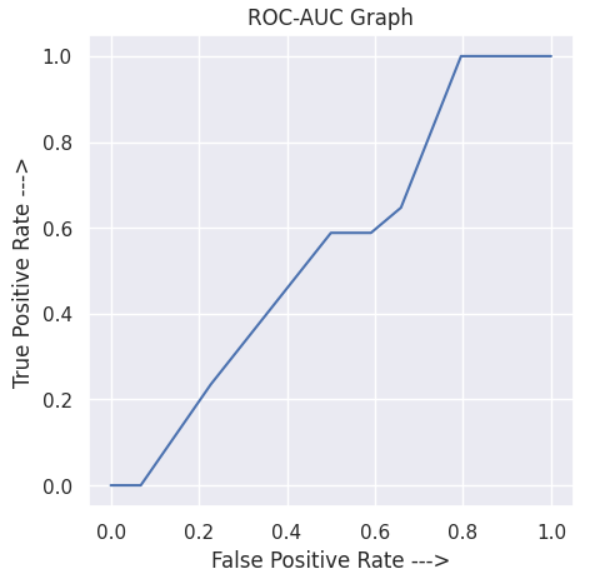 ROC-AUC Graph
1.0
0.8
0.6
0.4
0.2
0.0
True Positive Rate --->
0.0 0.2 0.4 0.6 0.8 1.0
False Positive Rate --->